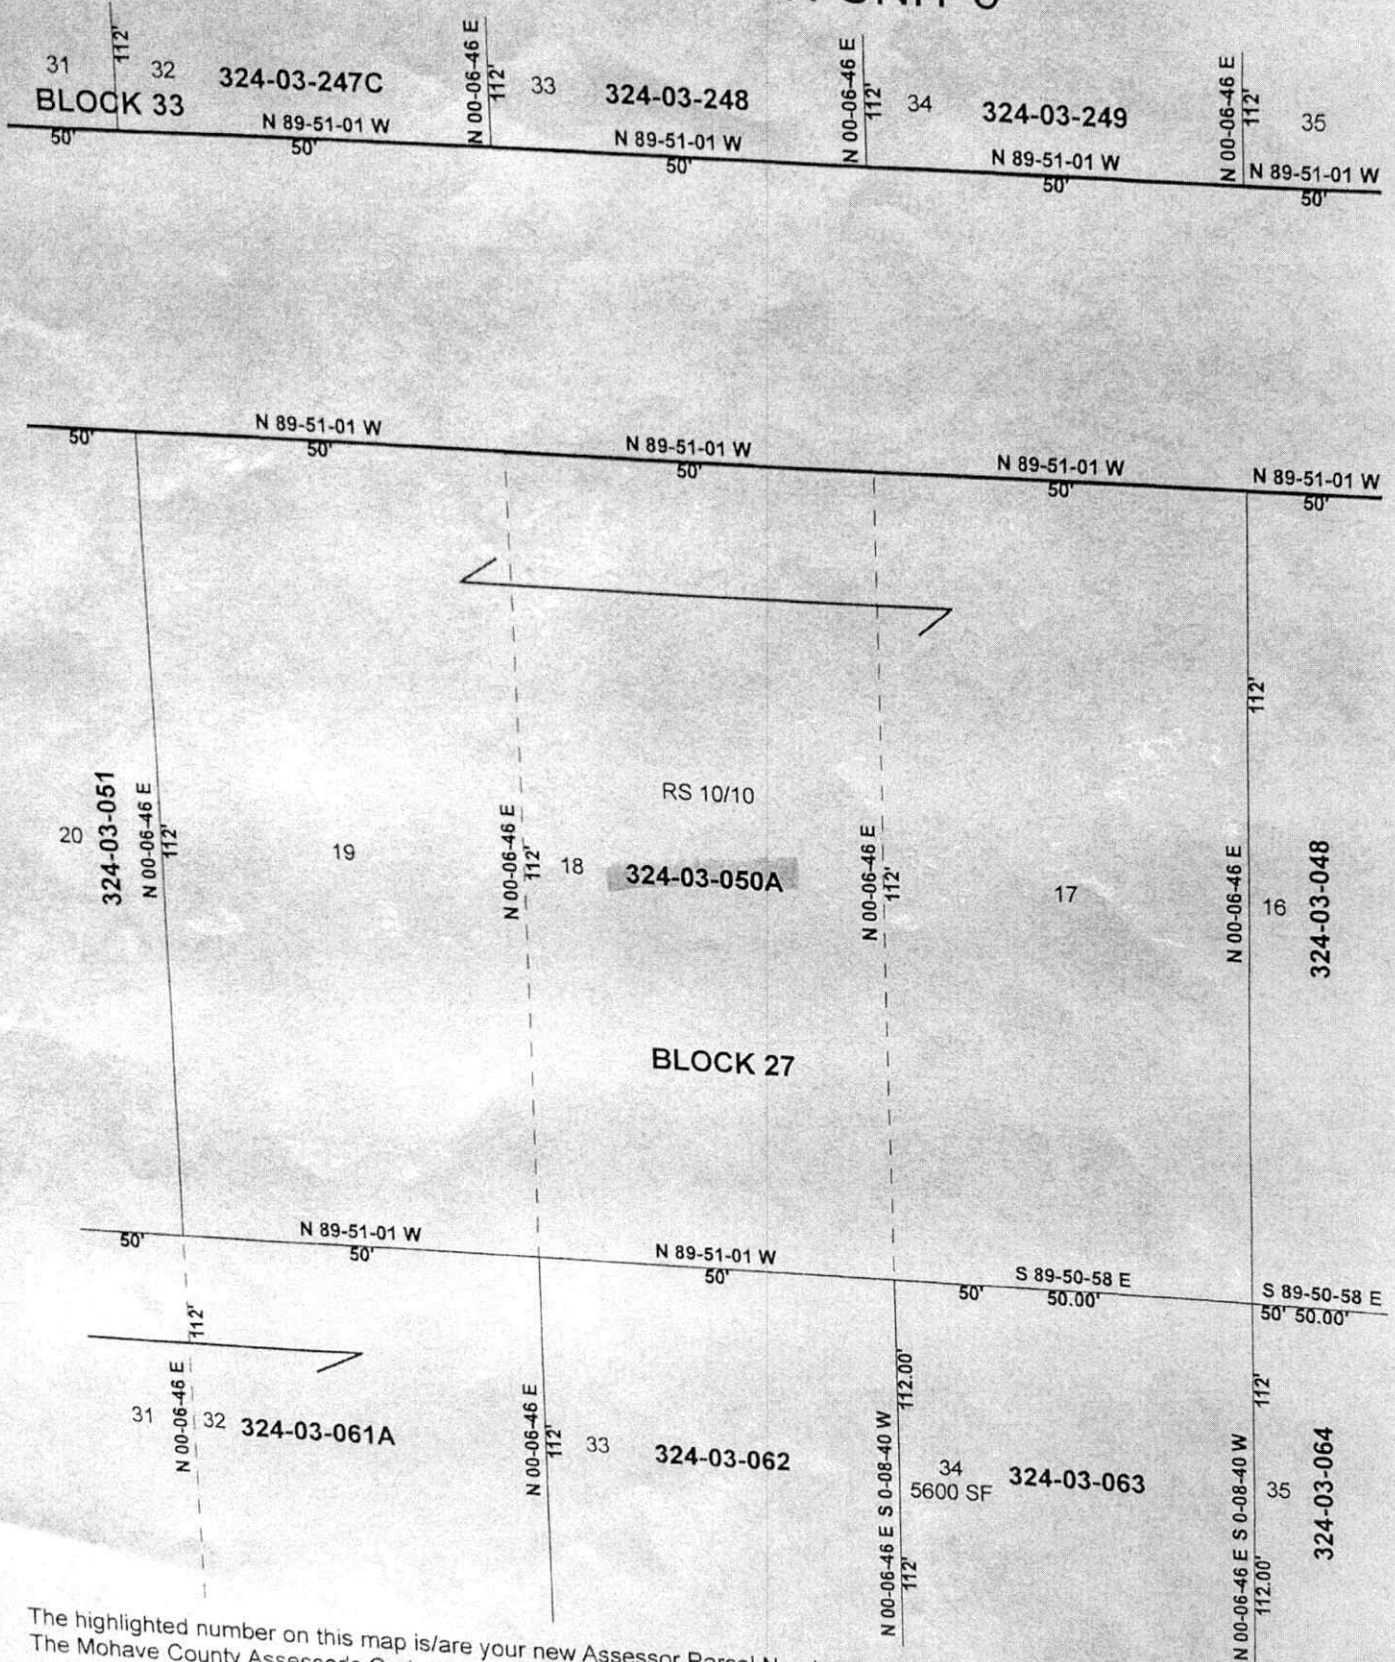 UNIT 6
31 112' 32 324-03-247C N 00-06-46 E 112' 33 324-03-248 N 00-06-46 E 112' 34 324-03-249 N 00-06-46 E 112' 35
BLOCK 33
50' N 89-51-01 W 50' N 89-51-01 W 50' N 89-51-01 W 50' N 89-51-01 W 50'
50' N 89-51-01 W 50' N 89-51-01 W 50' N 89-51-01 W 50' N 89-51-01 W 50'
112'
RS 10/10
20 324-03-051 N 00-06-46 E 112' 19 N 00-06-46 E 112' 18 324-03-050A N 00-06-46 E 112' 17 N 00-06-46 E 16 324-03-048
BLOCK 27
50' N 89-51-01 W 50' N 89-51-01 W 50' S 89-50-58 E 50' 50.00' S 89-50-58 E 50' 50.00'
112' 112.00' 112'
31 N 00-06-46 E 32 324-03-061A N 00-06-46 E 112' 33 324-03-062 N 00-06-46 E S 0-08-40 W 112' 34 324-03-063 N 00-06-46 E S 0-08-40 W 112.00' 35 324-03-064
5600 SF
The highlighted number on this map is/are your new Assessor Parcel
The Mohave County Assessor's